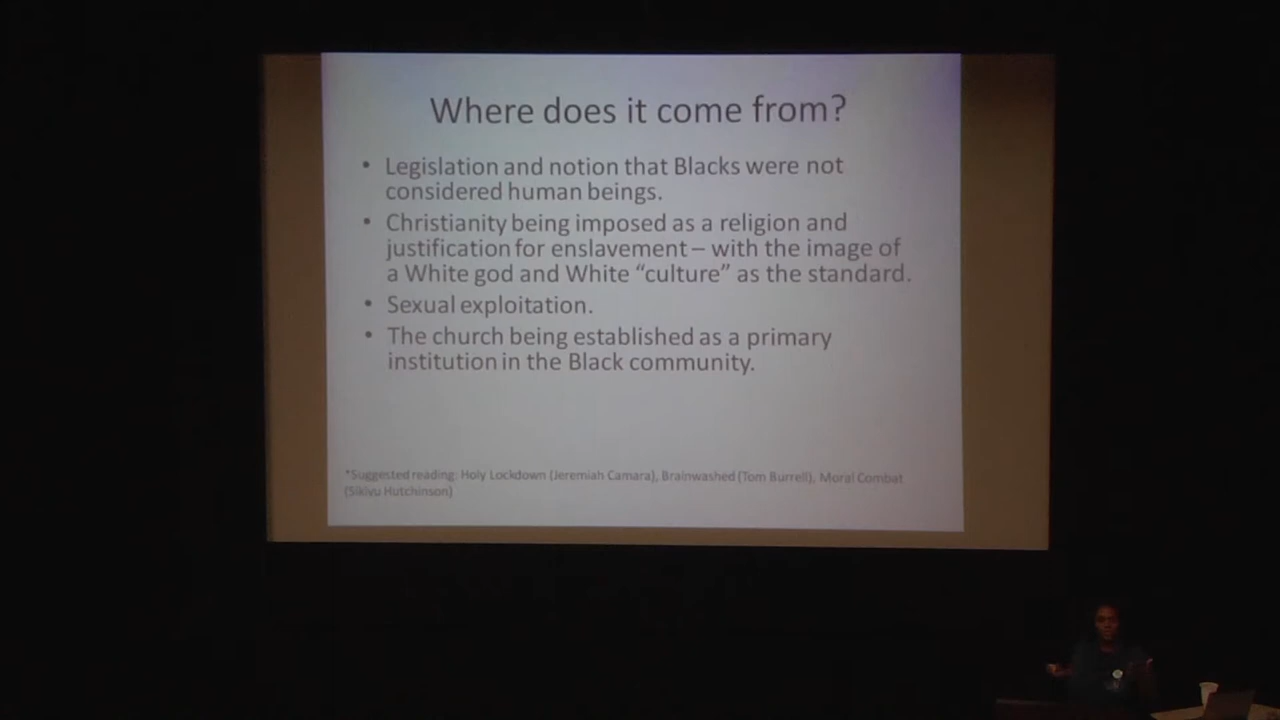 Where does it come from?
• Legislation and notion that Blacks were not
considered human beings.
• Christianity being imposed as a religion and
justification for enslavement – with the image of
a White god and White “culture” as the standard.
• Sexual exploitation.
• The church being established as a primary
institution in the Black community.
*Suggested reading: Holy Lockdown (Jeremiah Camara), Brainwashed (Tom Burrell), Moral Combat
(Sikivu Hutchinson)